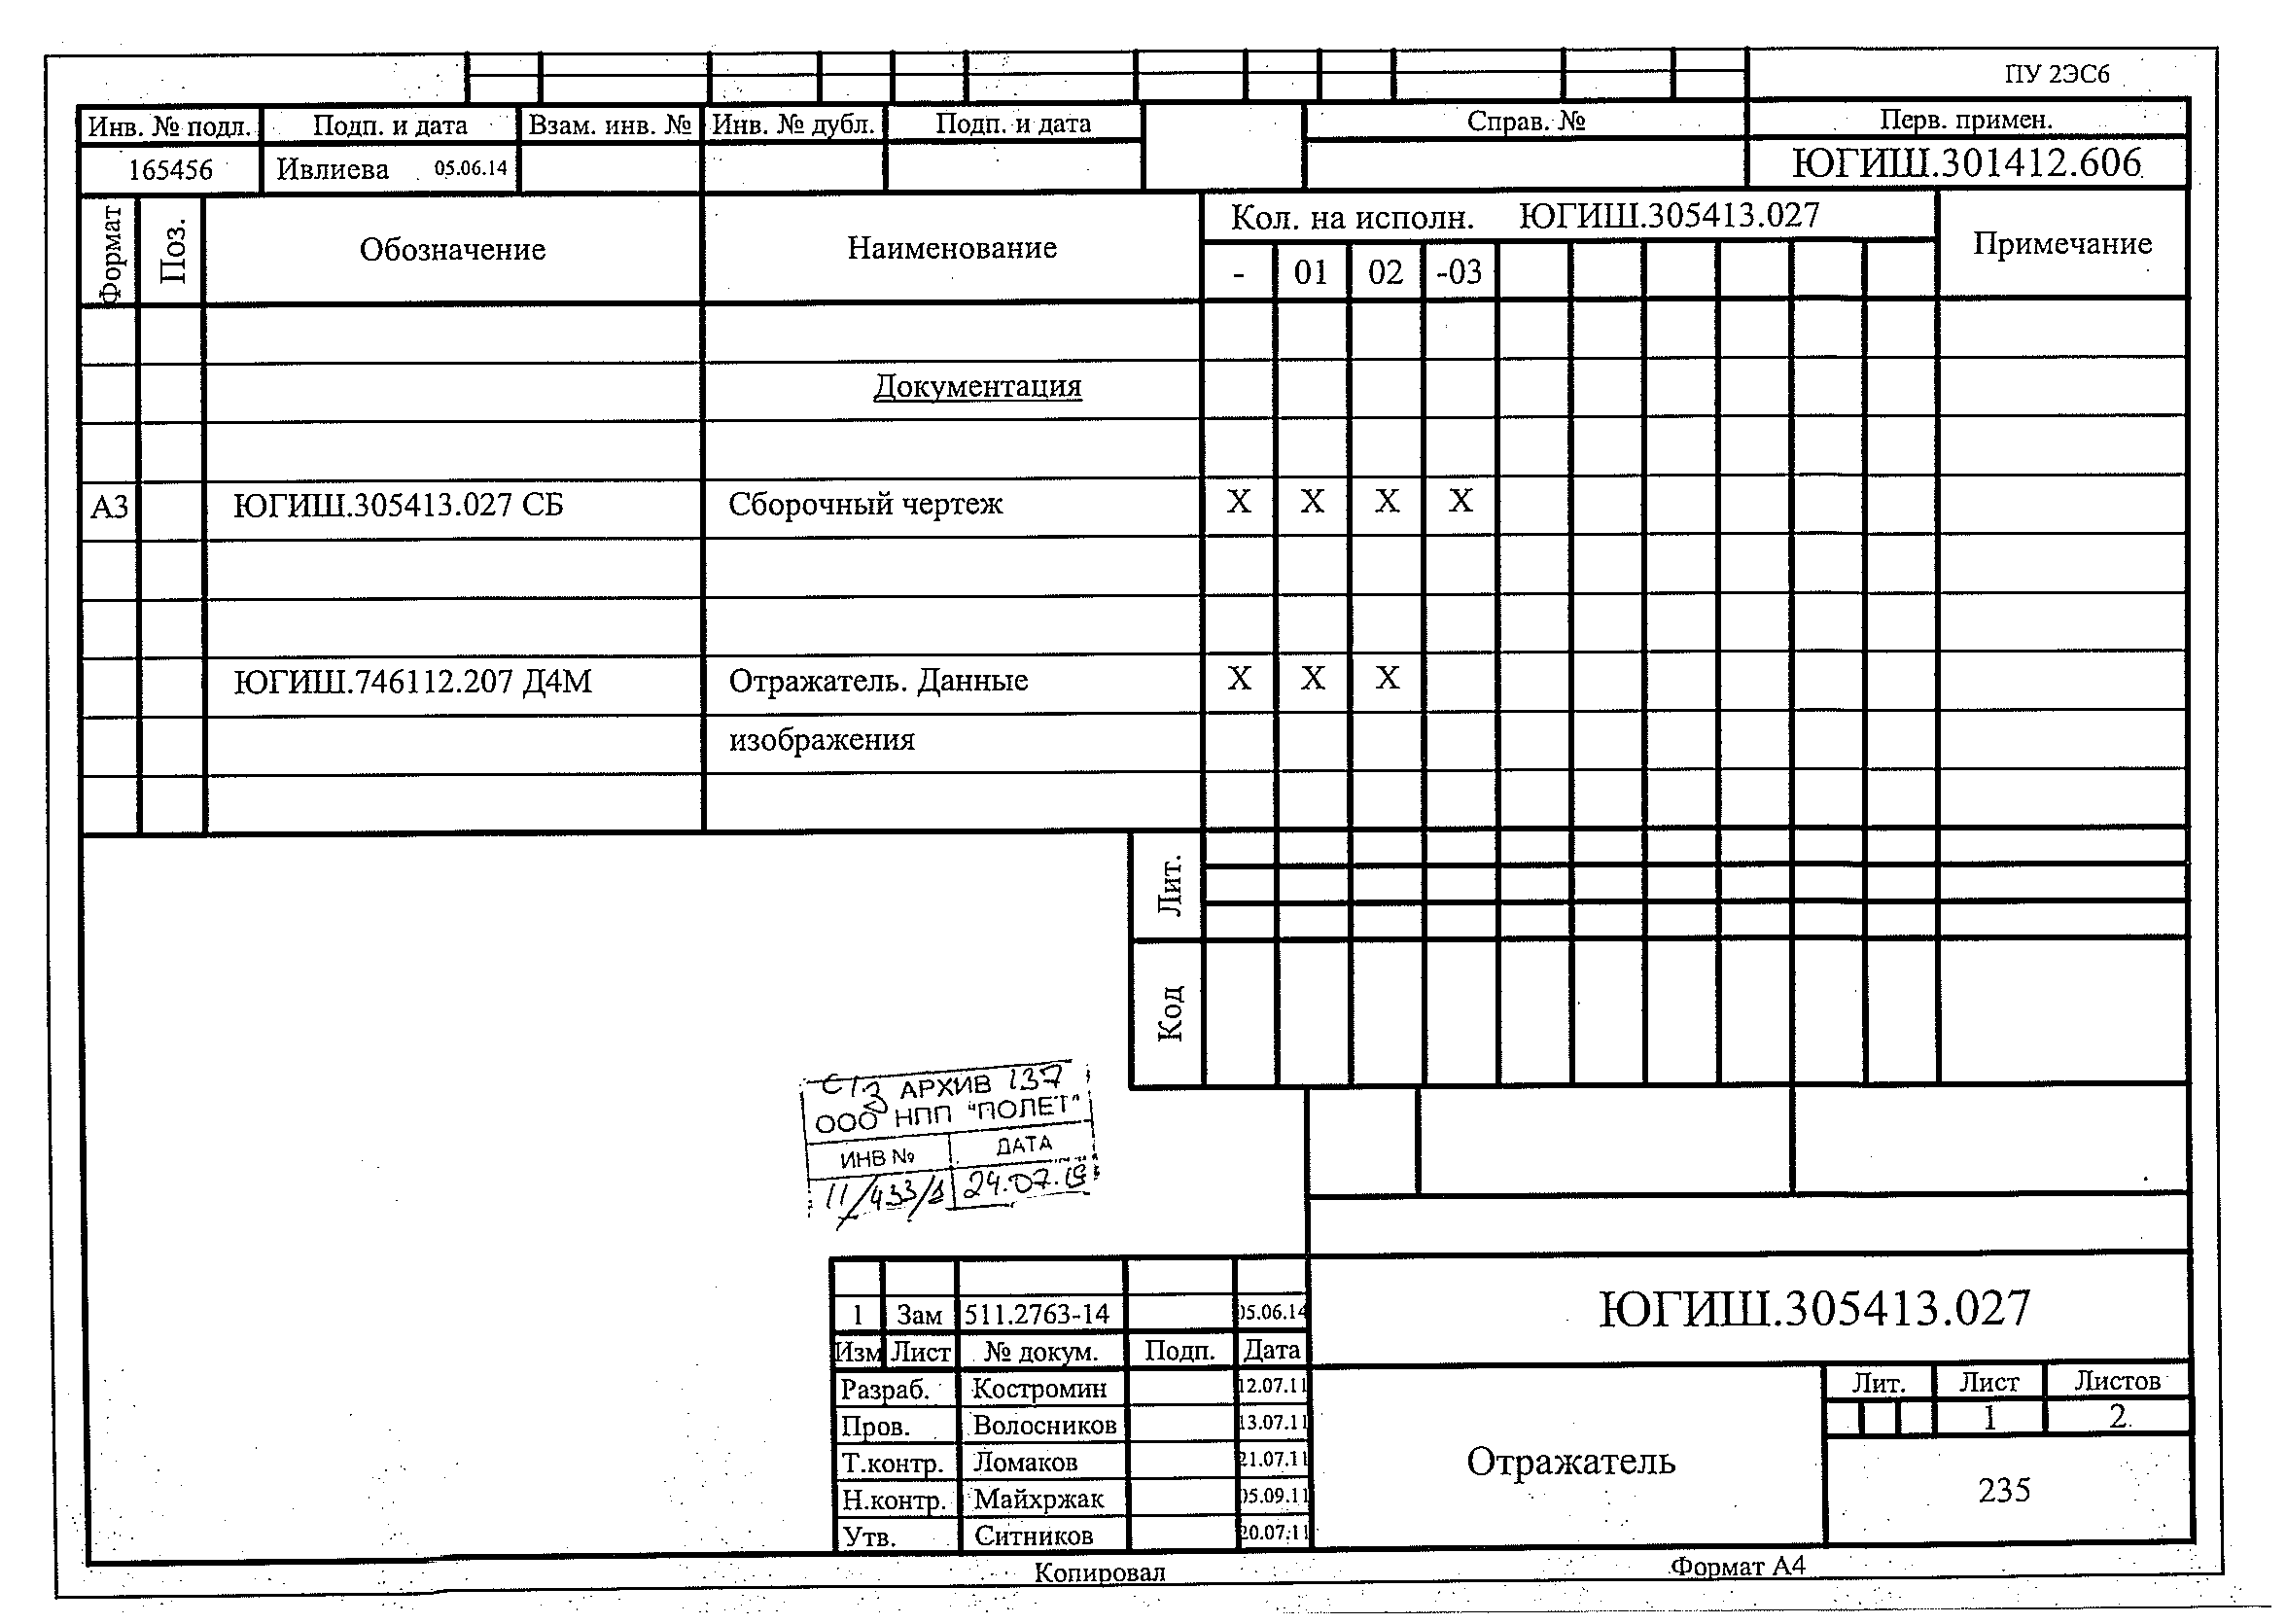 ПУ 2ЭС6
Инв. № подл. Подп. и дата Взам. инв. № Инв. № дубл. Подп. и дата Справ. № Перв. примен.
165456 Ивлиева 05.06.14 ЮГИШ.301412.606
Формат Поз. Обозначение Наименование Кол. на исполн. ЮГИШ.305413.027 Примечание
- 01 02 -03
Документация
А3 ЮГИШ.305413.027 СБ Сборочный чертеж Х Х Х Х
ЮГИШ.746112.207 Д4М Отражатель. Данные Х Х Х
изображения
Лит.
Код
АРХИВ 137
ООО НПП "ПОЛЕТ"
ИНВ № ДАТА
11/433/1 24.07.19
ЮГИШ.305413.027
1 Зам 511.2763-14 05.06.14
Изм Лист № докум. Подп. Дата
Разраб. Костромин 12.07.11
Пров. Волосников 13.07.11
Т.контр. Ломаков 21.07.11
Н.контр. Майхржак 05.09.11
Утв. Ситников 20.07.11
Отражатель
Лит. Лист Листов
1 2
235
Копировал Формат А4